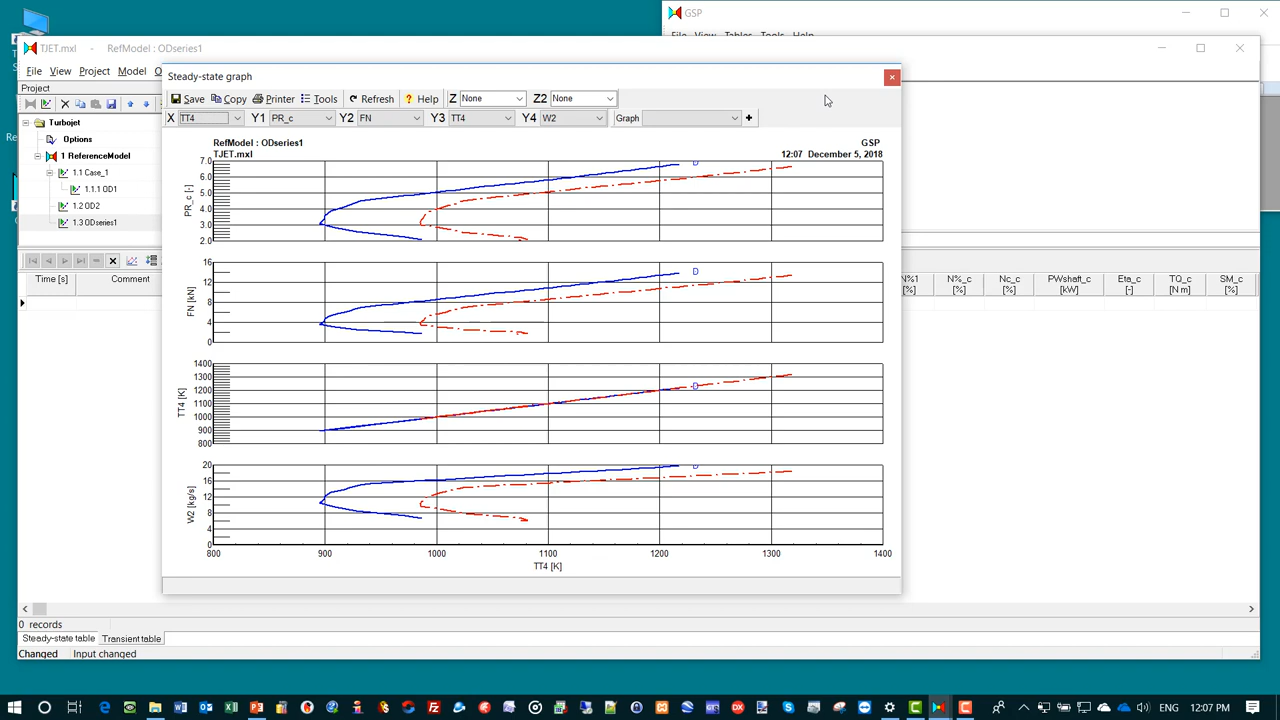 GSP
File View Tables Tools Help
TJET.mxl - RefModel : ODseries1
File View Project Model
Steady-state graph
Project
Save Copy Printer Tools Refresh Help Z None Z2 None
X TT4 Y1 PR_c Y2 FN Y3 TT4 Y4 W2 Graph
Turbojet
Options
1 ReferenceModel
1.1 Case_1
1.1.1 OD1
1.2 OD2
1.3 ODseries1
RefModel : ODseries1 GSP
TJET.mxl 12:07 December 5, 2018
7.0
6.0
5.0
4.0
3.0
2.0
PR_c [-]
D
16
12
8
4
0
FN [kN]
D
1400
1300
1200
1100
1000
900
800
TT4 [K]
D
20
16
12
8
4
0
W2 [kg/s]
D
800 900 1000 1100 1200 1300 1400
TT4 [K]
Time [s] Comment N%1 [%] N%_c [%] Nc_c [%] PWshaft_c [kW] Eta_c [-] TQ_c [N m] SM_c [%]
0 records
Steady-state table Transient table
Changed Input changed
ENG 12:07 PM